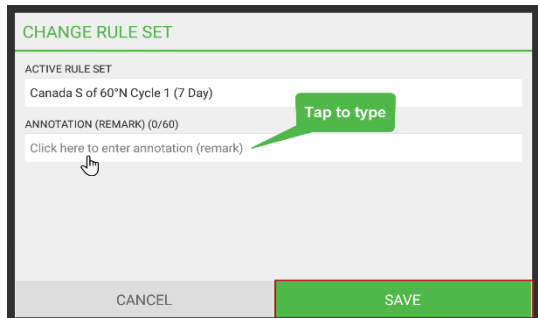 CHANGE RULE SET
ACTIVE RULE SET
Canada S of 60°N Cycle 1 (7 Day)
Tap to type
ANNOTATION (REMARK) (0/60)
Click here to enter annotation (remark)
CANCEL
SAVE